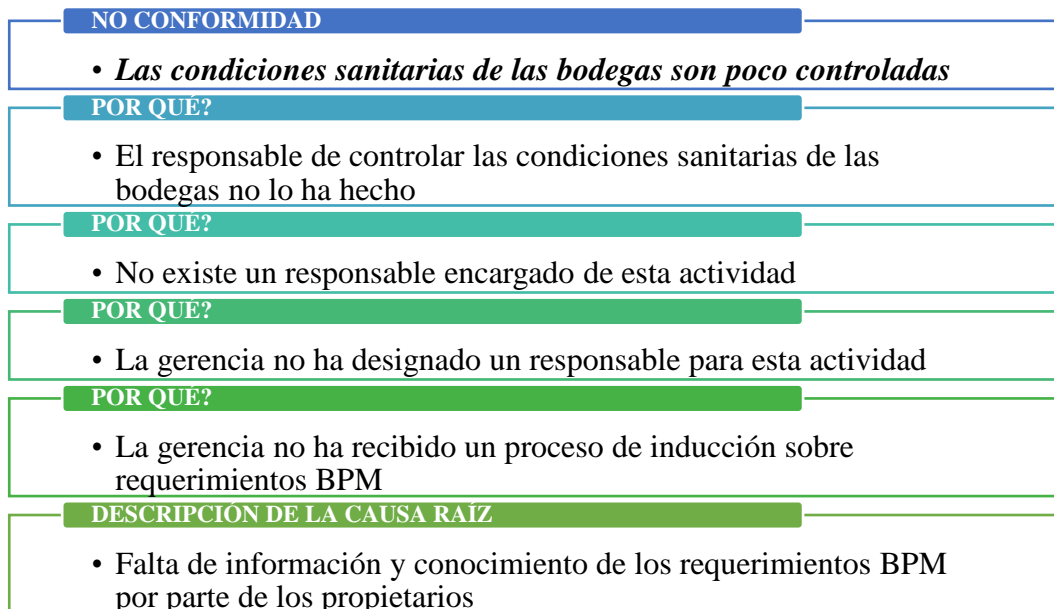 NO CONFORMIDAD
• Las condiciones sanitarias de las bodegas son poco controladas
POR QUÉ?
• El responsable de controlar las condiciones sanitarias de las
bodegas no lo ha hecho
POR QUÉ?
• No existe un responsable encargado de esta actividad
POR QUÉ?
• La gerencia no ha designado un responsable para esta actividad
POR QUÉ?
• La gerencia no ha recibido un proceso de inducción sobre
requerimientos BPM
DESCRIPCIÓN DE LA CAUSA RAÍZ
• Falta de información y conocimiento de los requerimientos BPM
por parte de los propietarios